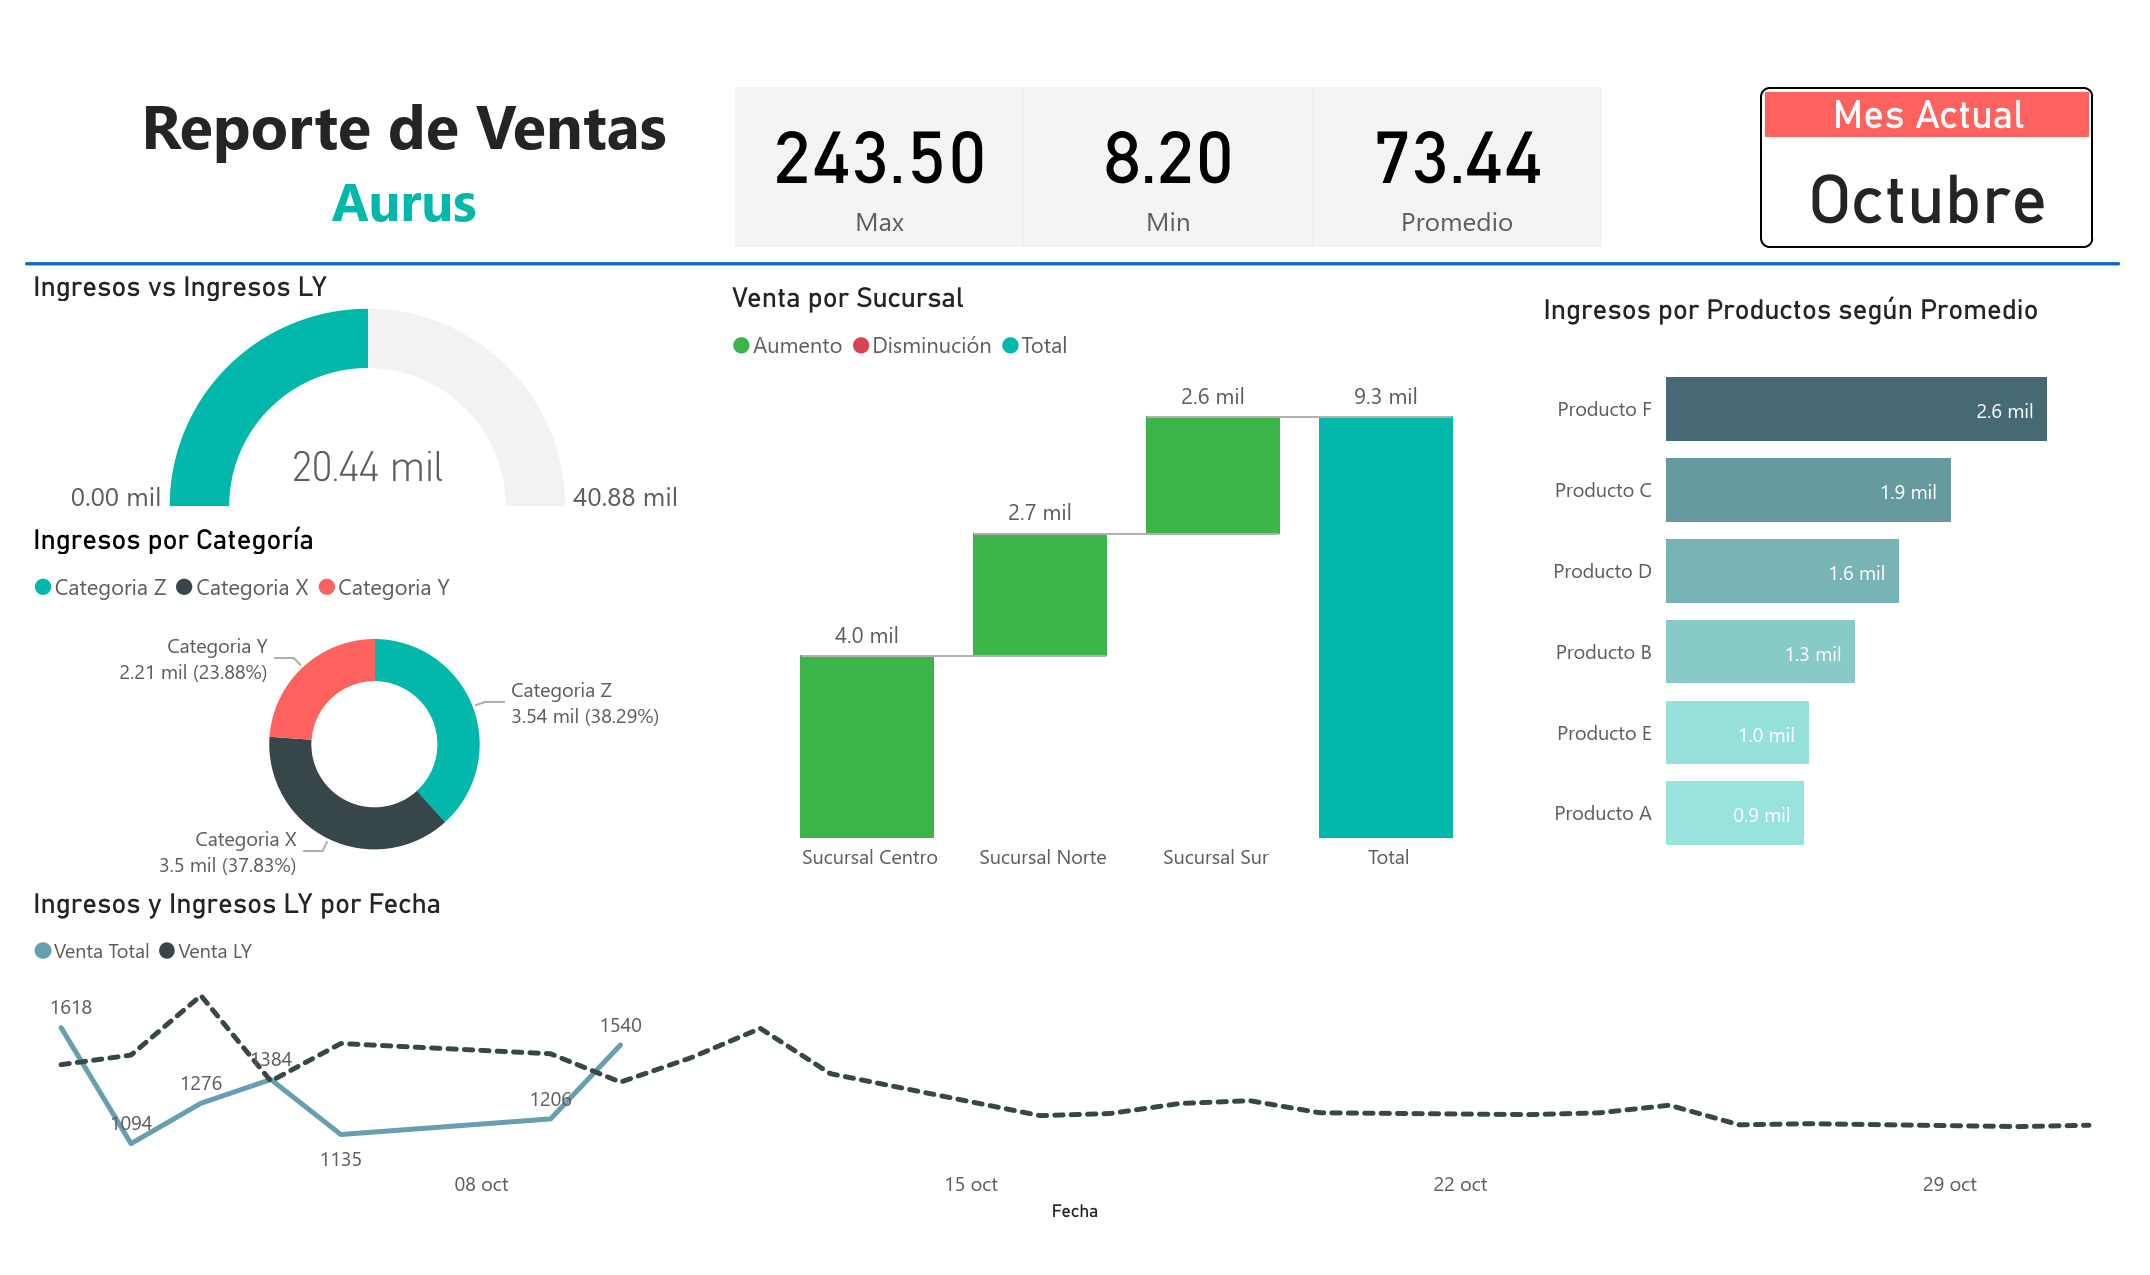 Reporte de Ventas
Aurus
243.50
Max
8.20
Min
73.44
Promedio
Mes Actual
Octubre
Ingresos vs Ingresos LY
20.44 mil
0.00 mil
40.88 mil
Ingresos por Categoría
Categoria Z Categoria X Categoria Y
Categoria Y
2.21 mil (23.88%)
Categoria Z
3.54 mil (38.29%)
Categoria X
3.5 mil (37.83%)
Venta por Sucursal
Aumento Disminución Total
4.0 mil
2.7 mil
2.6 mil
9.3 mil
Sucursal Centro
Sucursal Norte
Sucursal Sur
Total
Ingresos por Productos según Promedio
Producto F 2.6 mil
Producto C 1.9 mil
Producto D 1.6 mil
Producto B 1.3 mil
Producto E 1.0 mil
Producto A 0.9 mil
Ingresos y Ingresos LY por Fecha
Venta Total Venta LY
1618
1094
1276
1384
1135
1206
1540
08 oct
15 oct
22 oct
29 oct
Fecha